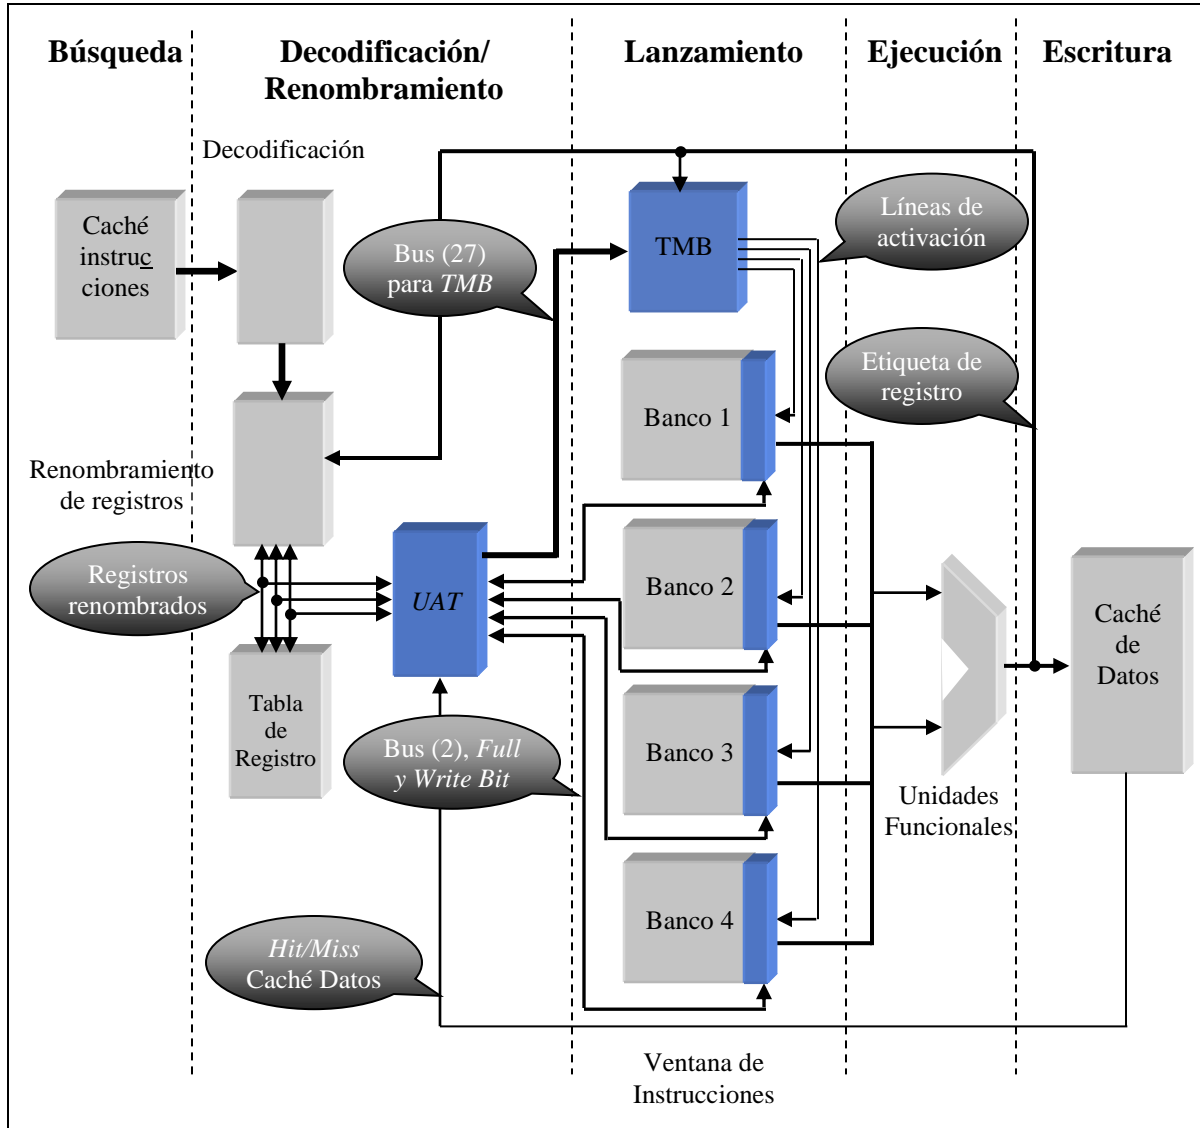 Búsqueda
Decodificación/
Renombramiento
Lanzamiento
Ejecución
Escritura
Decodificación
Caché
instruc
ciones
Bus (27)
para TMB
TMB
Líneas de
activación
Etiqueta de
registro
Banco 1
Renombramiento
de registros
Registros
renombrados
UAT
Banco 2
Caché
de
Datos
Tabla
de
Registro
Bus (2), Full
y Write Bit
Banco 3
Unidades
Funcionales
Banco 4
Hit/Miss
Caché Datos
Ventana de
Instrucciones